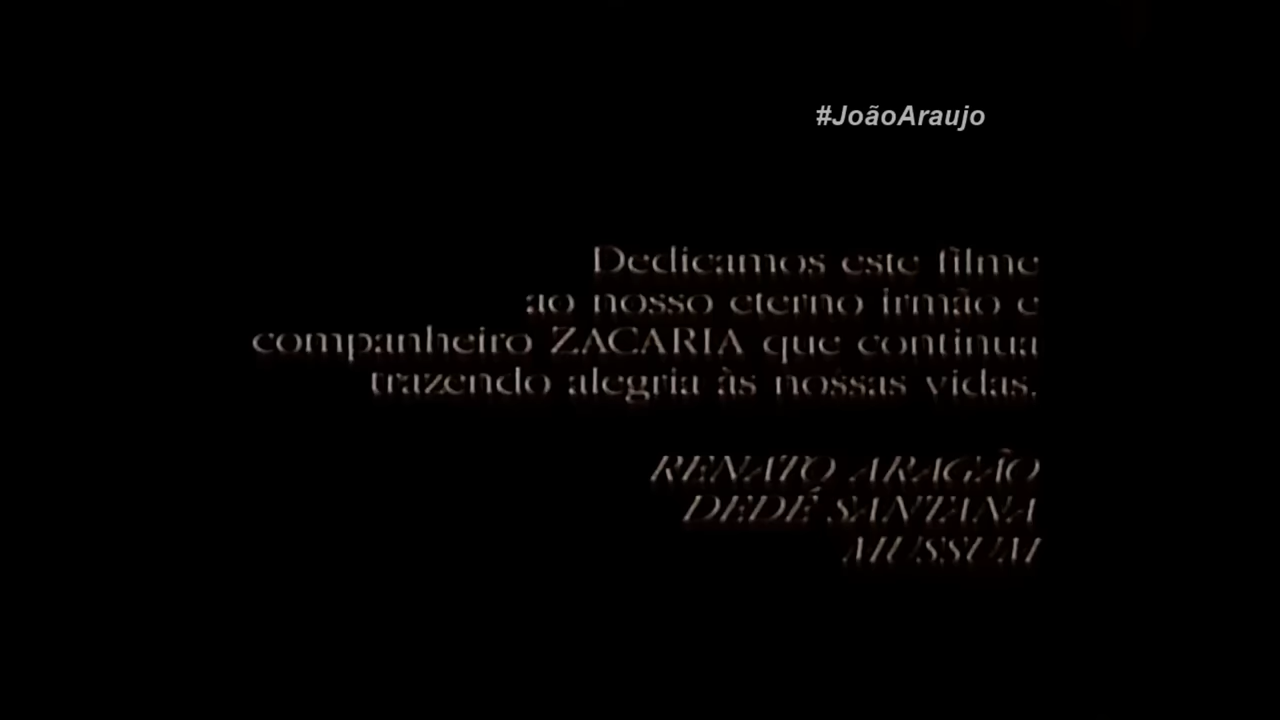 #JoãoAraujo
Dedicamos este filme
ao nosso eterno irmão e
companheiro ZACARIA que continua
trazendo alegria às nossas vidas.
RENATO ARAGÃO
DEDÉ SANTANA
MUSSUM